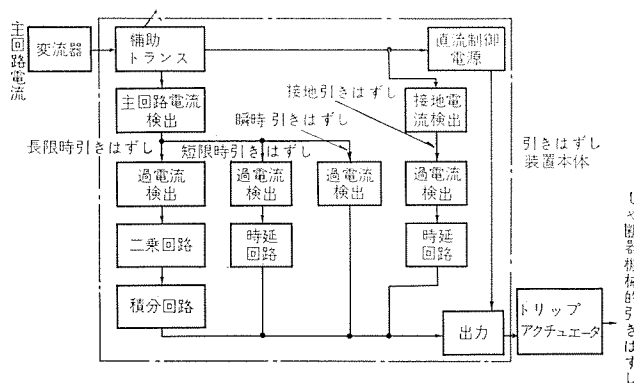 主回路電流
変流器
補助
トランス
直流制御
電源
主回路電流
検出
接地引きはずし
瞬時引きはずし
接地電
流検出
長限時引きはずし
短限時引きはずし
引きはずし
装置本体
過電流
検出
過電流
検出
過電流
検出
過電流
検出
二乗回路
時延
回路
時延
回路
積分回路
出力
トリップ
アクチュエータ
しゃ断器機械的引きはずし